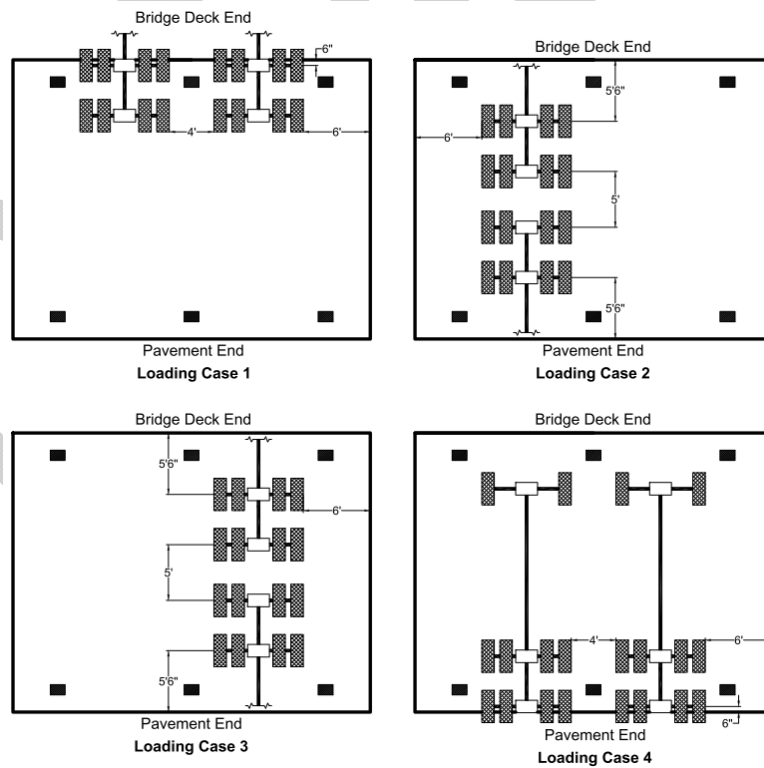 Bridge Deck End
6"
4'
6'
Pavement End
Loading Case 1
Bridge Deck End
5'6"
6'
5'
5'6"
Pavement End
Loading Case 2
Bridge Deck End
5'6"
6'
5'
5'6"
Pavement End
Loading Case 3
Bridge Deck End
4'
6'
6"
Pavement End
Loading Case 4